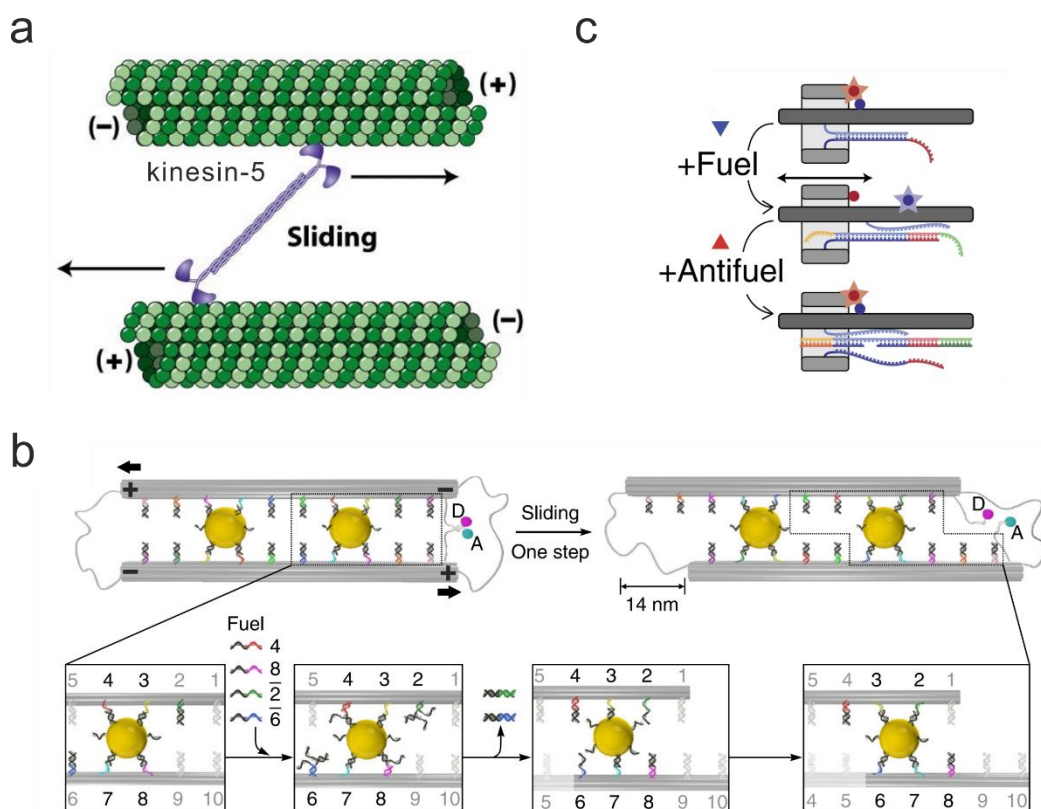 a
(+)
(−)
kinesin-5
Sliding
(−)
(+)
c
+Fuel
+Antifuel
b
+ −
D
A
− +
Sliding
One step
D
A
14 nm
Fuel
4
8
2̅
6̅
5 4 3 2 1
6 7 8 9 10
5 4 3 2 1
6 7 8 9 10
5 4 3 2 1
5 6 7 8 9
5 4 3 2 1
4 5 6 7 8 9 10